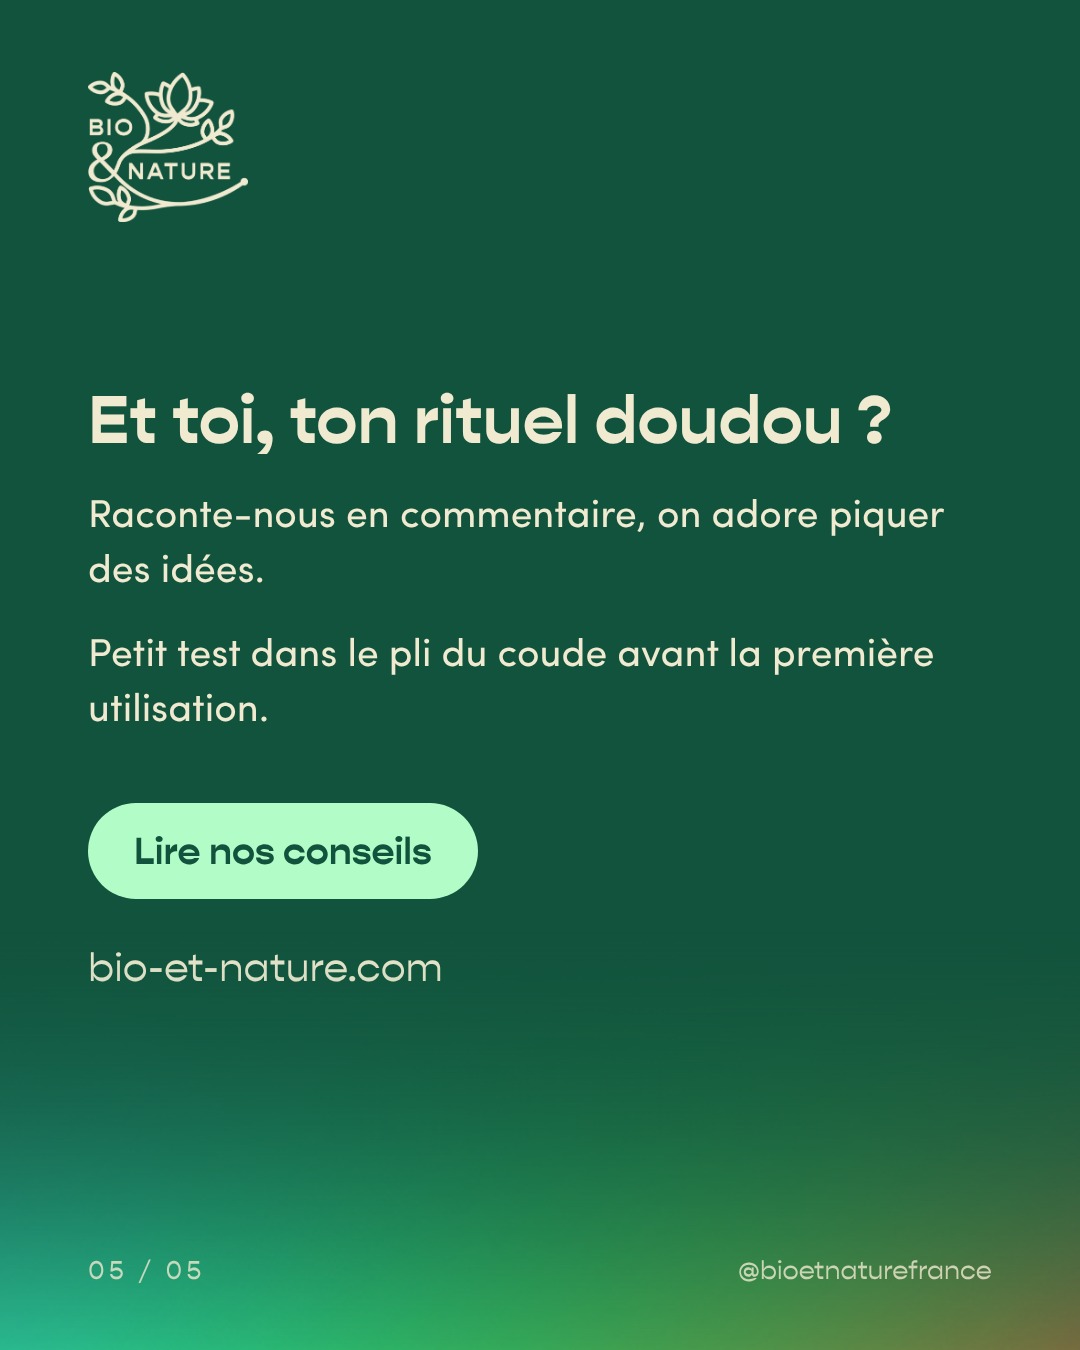 BIO
& NATURE
Et toi, ton rituel doudou ?
Raconte-nous en commentaire, on adore piquer
des idées.
Petit test dans le pli du coude avant la première
utilisation.
Lire nos conseils
bio-et-nature.com
05 / 05
@bioetnaturefrance